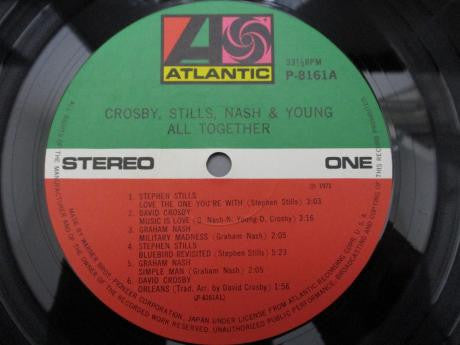 ATLANTIC
33⅓RPM
P-8161A
CROSBY, STILLS, NASH & YOUNG
ALL TOGETHER
STEREO
ONE
℗ 1971
1. STEPHEN STILLS
LOVE THE ONE YOU'RE WITH (Stephen Stills) 3:03
2. DAVID CROSBY
MUSIC IS LOVE (G. Nash-N. Young-D. Crosby) 3:16
3. GRAHAM NASH
MILITARY MADNESS (Graham Nash) 2:05
4. STEPHEN STILLS
BLUEBIRD REVISITED (Stephen Stills) 5:23
5. GRAHAM NASH
SIMPLE MAN (Graham Nash) 2:05
6. DAVID CROSBY
ORLEANS (Trad. Arr. by David Crosby) 1:56
(P-8161A1)
ALL RIGHTS OF THE MANUFACTURER AND OF THE OWNER OF THE RECORDED WORK RESERVED. UNAUTHORIZED PUBLIC PERFORMANCE, BROADCASTING AND COPYING OF THIS RECORD PROHIBITED.
MADE BY WARNER BROS. PIONEER CORPORATION, JAPAN UNDER LICENSE FROM ATLANTIC RECORDING CORP. U.S.A.